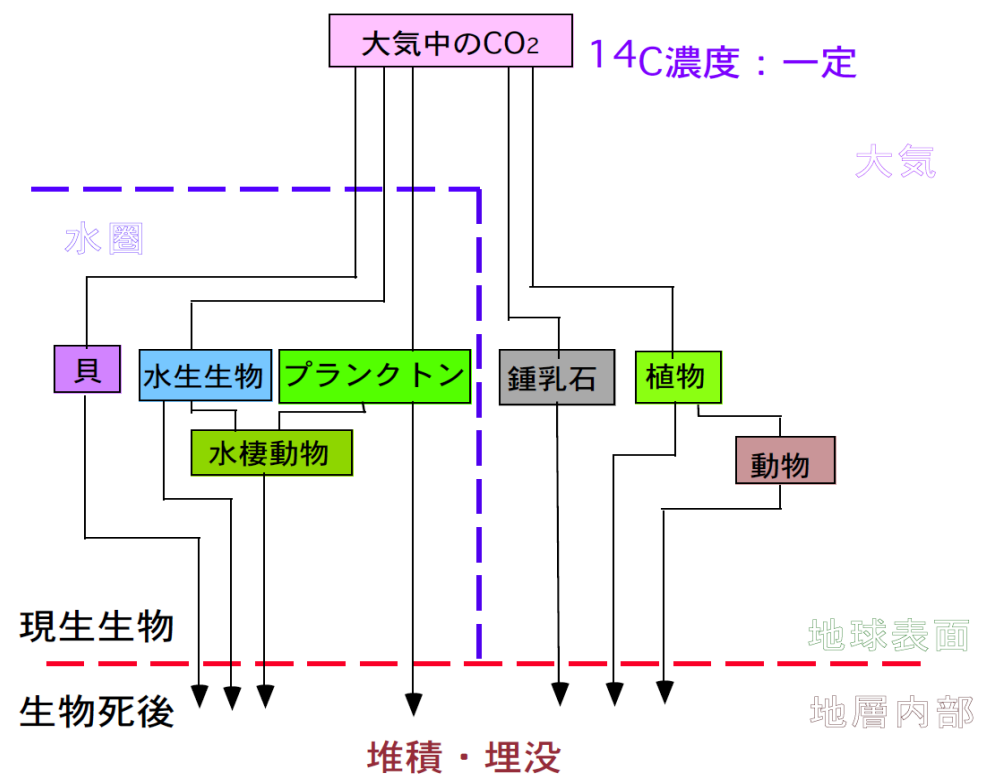 大気中のCO2
14C濃度：一定
大気
水圏
貝
水生生物
プランクトン
鍾乳石
植物
水棲動物
動物
現生生物
地球表面
生物死後
地層内部
堆積・埋没